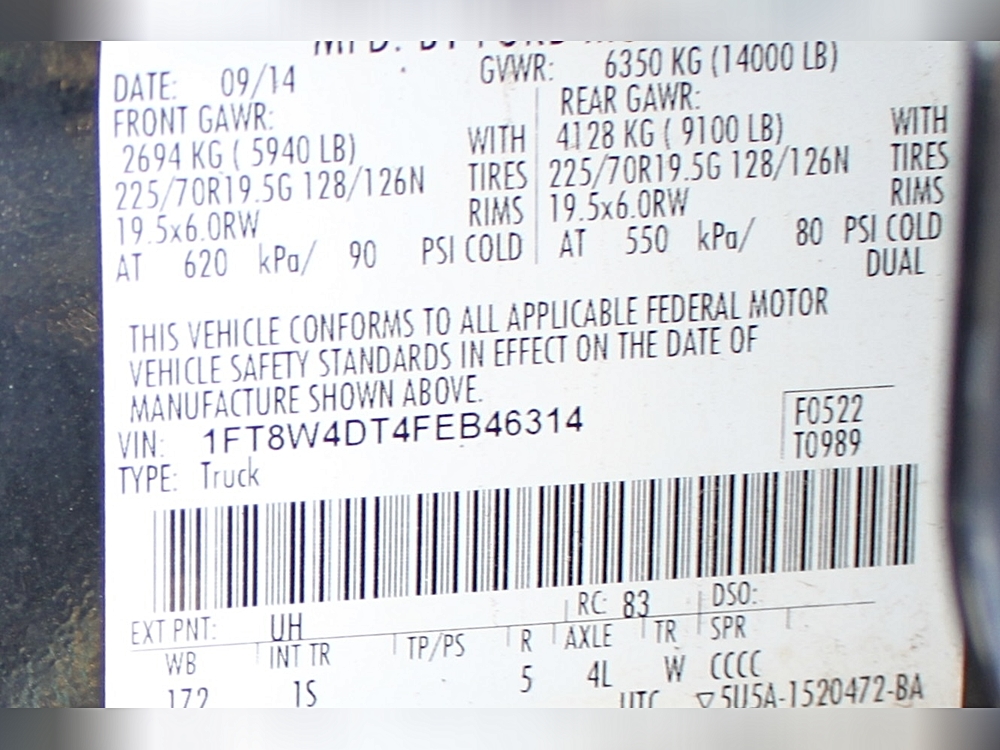 MFD. BY FORD
DATE: 09/14 GVWR: 6350 KG (14000 LB)
FRONT GAWR: REAR GAWR:
2694 KG ( 5940 LB) WITH 4128 KG ( 9100 LB) WITH
225/70R19.5G 128/126N TIRES 225/70R19.5G 128/126N TIRES
19.5x6.0RW RIMS 19.5x6.0RW RIMS
AT 620 kPa/ 90 PSI COLD AT 550 kPa/ 80 PSI COLD
DUAL
THIS VEHICLE CONFORMS TO ALL APPLICABLE FEDERAL MOTOR
VEHICLE SAFETY STANDARDS IN EFFECT ON THE DATE OF
MANUFACTURE SHOWN ABOVE.
VIN: 1FT8W4DT4FEB46314
F0522
T0989
TYPE: Truck
EXT PNT: UH RC: 83 DSO:
WB INT TR TP/PS R AXLE TR SPR
172 1S 5 4L W CCCC
UTC ▽5U5A-1520472-BA